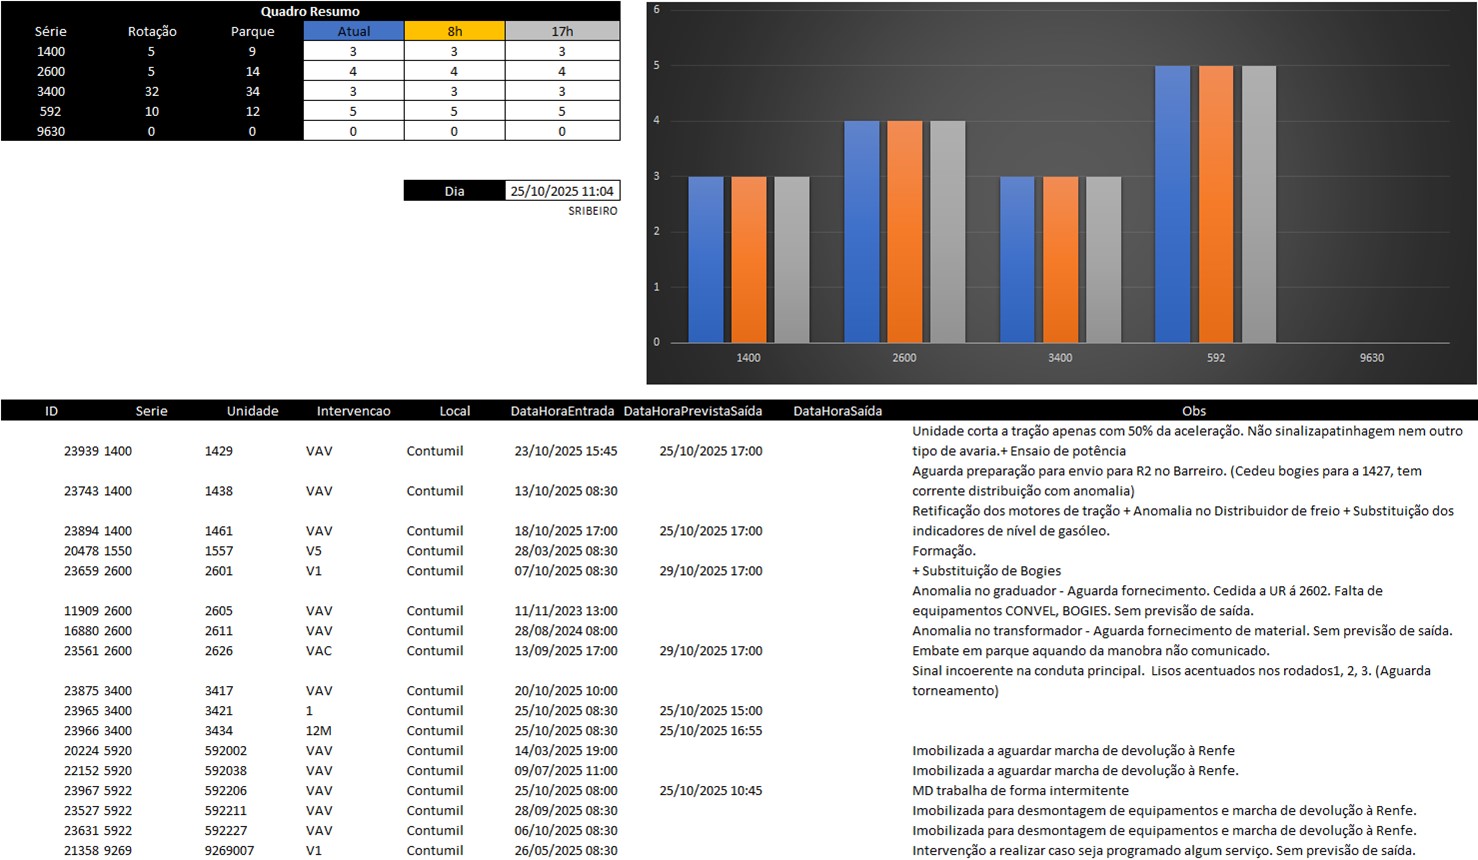 Quadro Resumo
Série Rotação Parque Atual 8h 17h
1400 5 9 3 3 3
2600 5 14 4 4 4
3400 32 34 3 3 3
592 10 12 5 5 5
9630 0 0 0 0 0
Dia 25/10/2025 11:04
SRIBEIRO
6
5
4
3
2
1
0
1400 2600 3400 592 9630
ID Serie Unidade Intervencao Local DataHoraEntrada DataHoraPrevistaSaída DataHoraSaída Obs
Unidade corta a tração apenas com 50% da aceleração. Não sinalizapatinhagem nem outro
23939 1400 1429 VAV Contumil 23/10/2025 15:45 25/10/2025 17:00 tipo de avaria.+ Ensaio de potência
Aguarda preparação para envio para R2 no Barreiro. (Cedeu bogies para a 1427, tem
23743 1400 1438 VAV Contumil 13/10/2025 08:30 corrente distribuição com anomalia)
Retificação dos motores de tração + Anomalia no Distribuidor de freio + Substituição dos
23894 1400 1461 VAV Contumil 18/10/2025 17:00 25/10/2025 17:00 indicadores de nível de gasóleo.
20478 1550 1557 V5 Contumil 28/03/2025 08:30 Formação.
23659 2600 2601 V1 Contumil 07/10/2025 08:30 29/10/2025 17:00 + Substituição de Bogies
Anomalia no graduador - Aguarda fornecimento. Cedida a UR á 2602. Falta de
11909 2600 2605 VAV Contumil 11/11/2023 13:00 equipamentos CONVEL, BOGIES. Sem previsão de saída.
16880 2600 2611 VAV Contumil 28/08/2024 08:00 Anomalia no transformador - Aguarda fornecimento de material. Sem previsão de saída.
23561 2600 2626 VAC Contumil 13/09/2025 17:00 29/10/2025 17:00 Embate em parque aquando da manobra não comunicado.
Sinal incoerente na conduta principal. Lisos acentuados nos rodados1, 2, 3. (Aguarda
23875 3400 3417 VAV Contumil 20/10/2025 10:00 torneamento)
23965 3400 3421 1 Contumil 25/10/2025 08:30 25/10/2025 15:00
23966 3400 3434 12M Contumil 25/10/2025 08:30 25/10/2025 16:55
20224 5920 592002 VAV Contumil 14/03/2025 19:00 Imobilizada a aguardar marcha de devolução à Renfe
22152 5920 592038 VAV Contumil 09/07/2025 11:00 Imobilizada a aguardar marcha de devolução à Renfe.
23967 5922 592206 VAV Contumil 25/10/2025 08:00 25/10/2025 10:45 MD trabalha de forma intermitente
23527 5922 592211 VAV Contumil 28/09/2025 08:30 Imobilizada para desmontagem de equipamentos e marcha de devolução à Renfe.
23631 5922 592227 VAV Contumil 06/10/2025 08:30 Imobilizada para desmontagem de equipamentos e marcha de devolução à Renfe.
21358 9269 9269007 V1 Contumil 26/05/2025 08:30 Intervenção a realizar caso seja programado algum serviço. Sem previsão de saída.